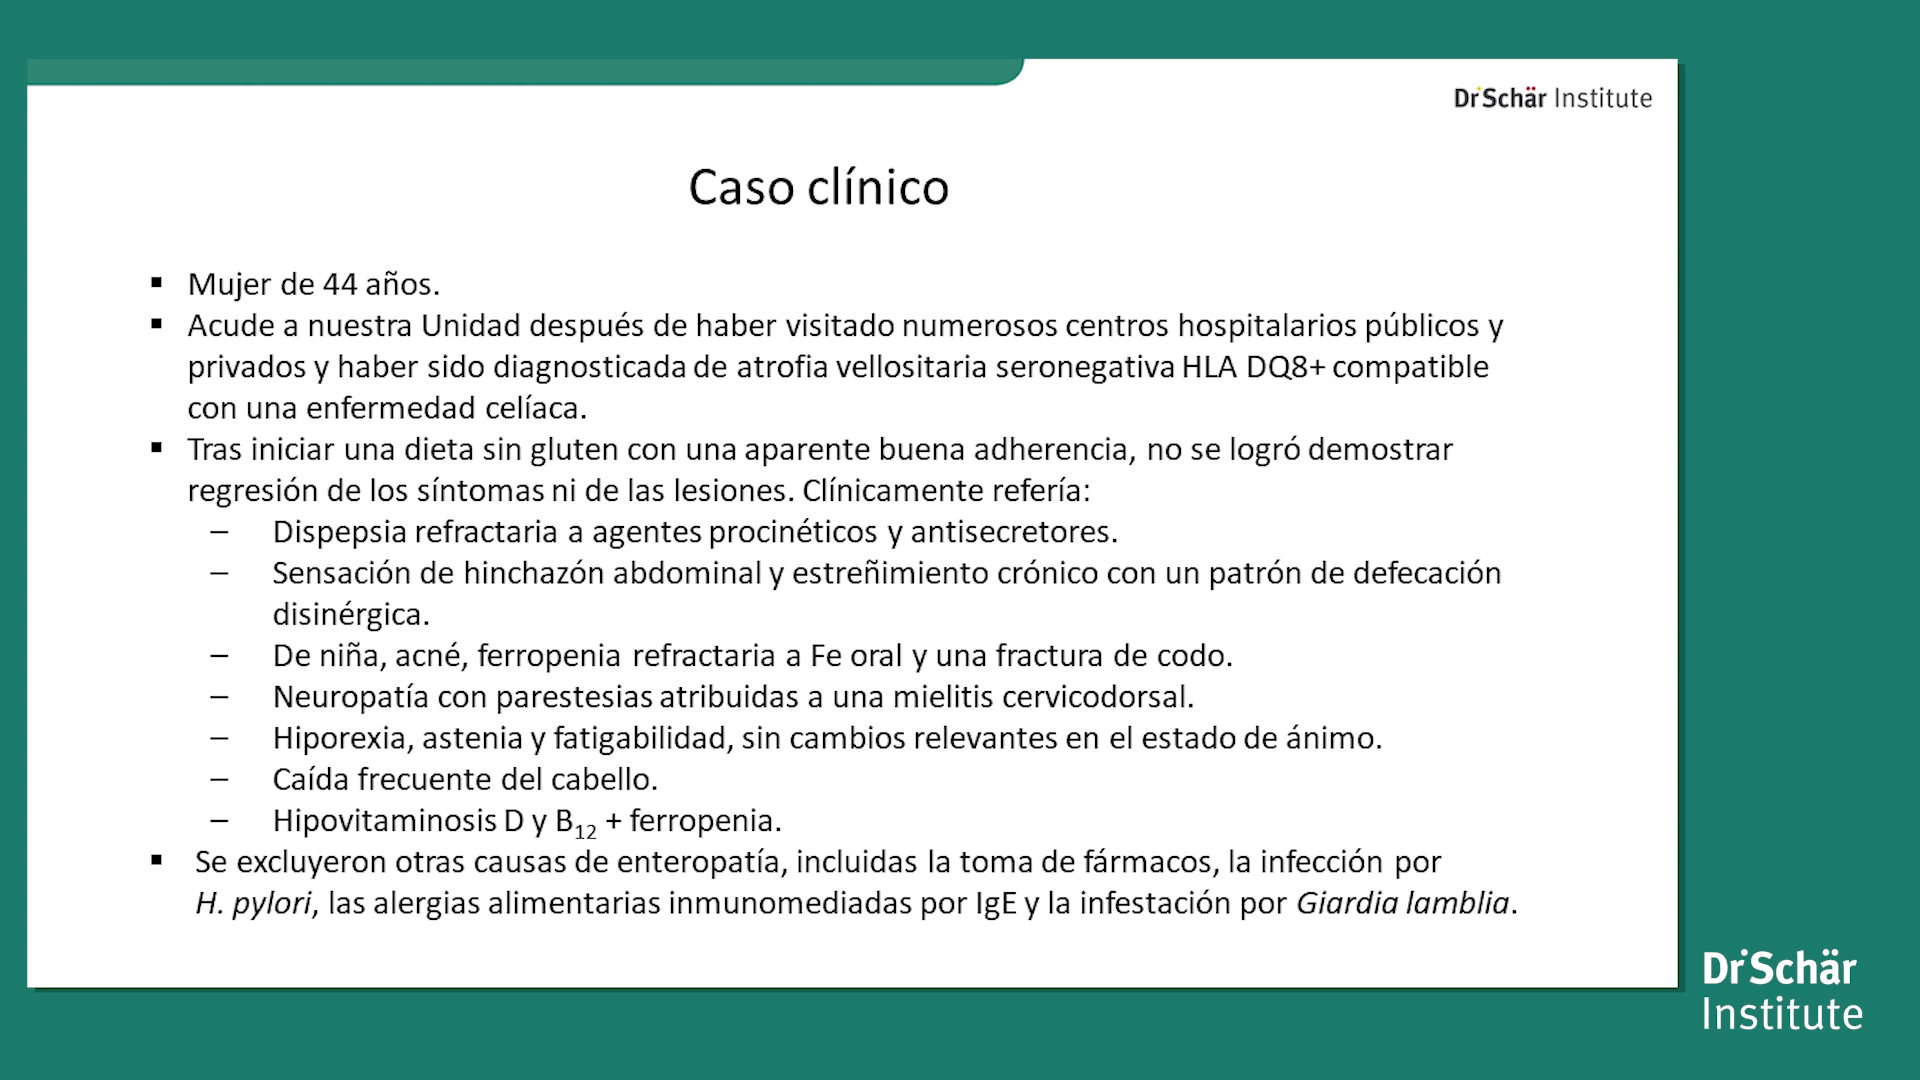 Dr Schär Institute
Caso clínico
▪ Mujer de 44 años.
▪ Acude a nuestra Unidad después de haber visitado numerosos centros hospitalarios públicos y
privados y haber sido diagnosticada de atrofia vellositaria seronegativa HLA DQ8+ compatible
con una enfermedad celíaca.
▪ Tras iniciar una dieta sin gluten con una aparente buena adherencia, no se logró demostrar
regresión de los síntomas ni de las lesiones. Clínicamente refería:
– Dispepsia refractaria a agentes procinéticos y antisecretores.
– Sensación de hinchazón abdominal y estreñimiento crónico con un patrón de defecación
disinérgica.
– De niña, acné, ferropenia refractaria a Fe oral y una fractura de codo.
– Neuropatía con parestesias atribuidas a una mielitis cervicodorsal.
– Hiporexia, astenia y fatigabilidad, sin cambios relevantes en el estado de ánimo.
– Caída frecuente del cabello.
– Hipovitaminosis D y B₁₂ + ferropenia.
▪ Se excluyeron otras causas de enteropatía, incluidas la toma de fármacos, la infección por
H. pylori, las alergias alimentarias inmunomediadas por IgE y la infestación por Giardia lamblia.
Dr Schär
Institute